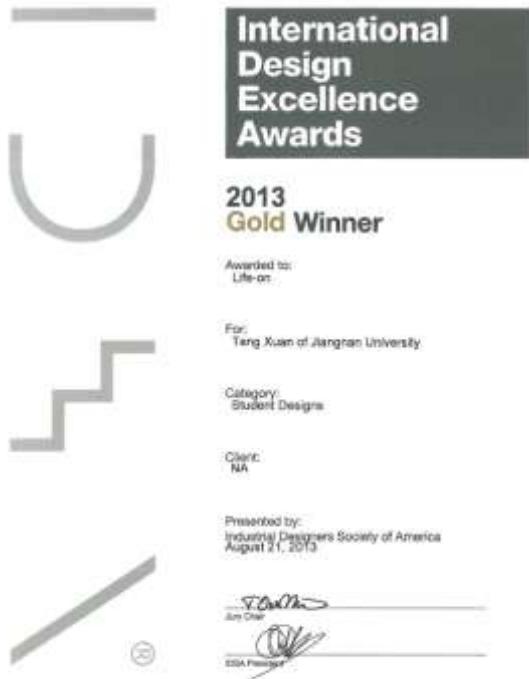 International
Design
Excellence
Awards
2013
Gold Winner
Awarded to:
Life-on
For:
Tang Xuan of Jiangnan University
Category:
Student Designs
Client:
NA
Presented by:
Industrial Designers Society of America
August 21, 2013
Jury Chair
IDSA President
®